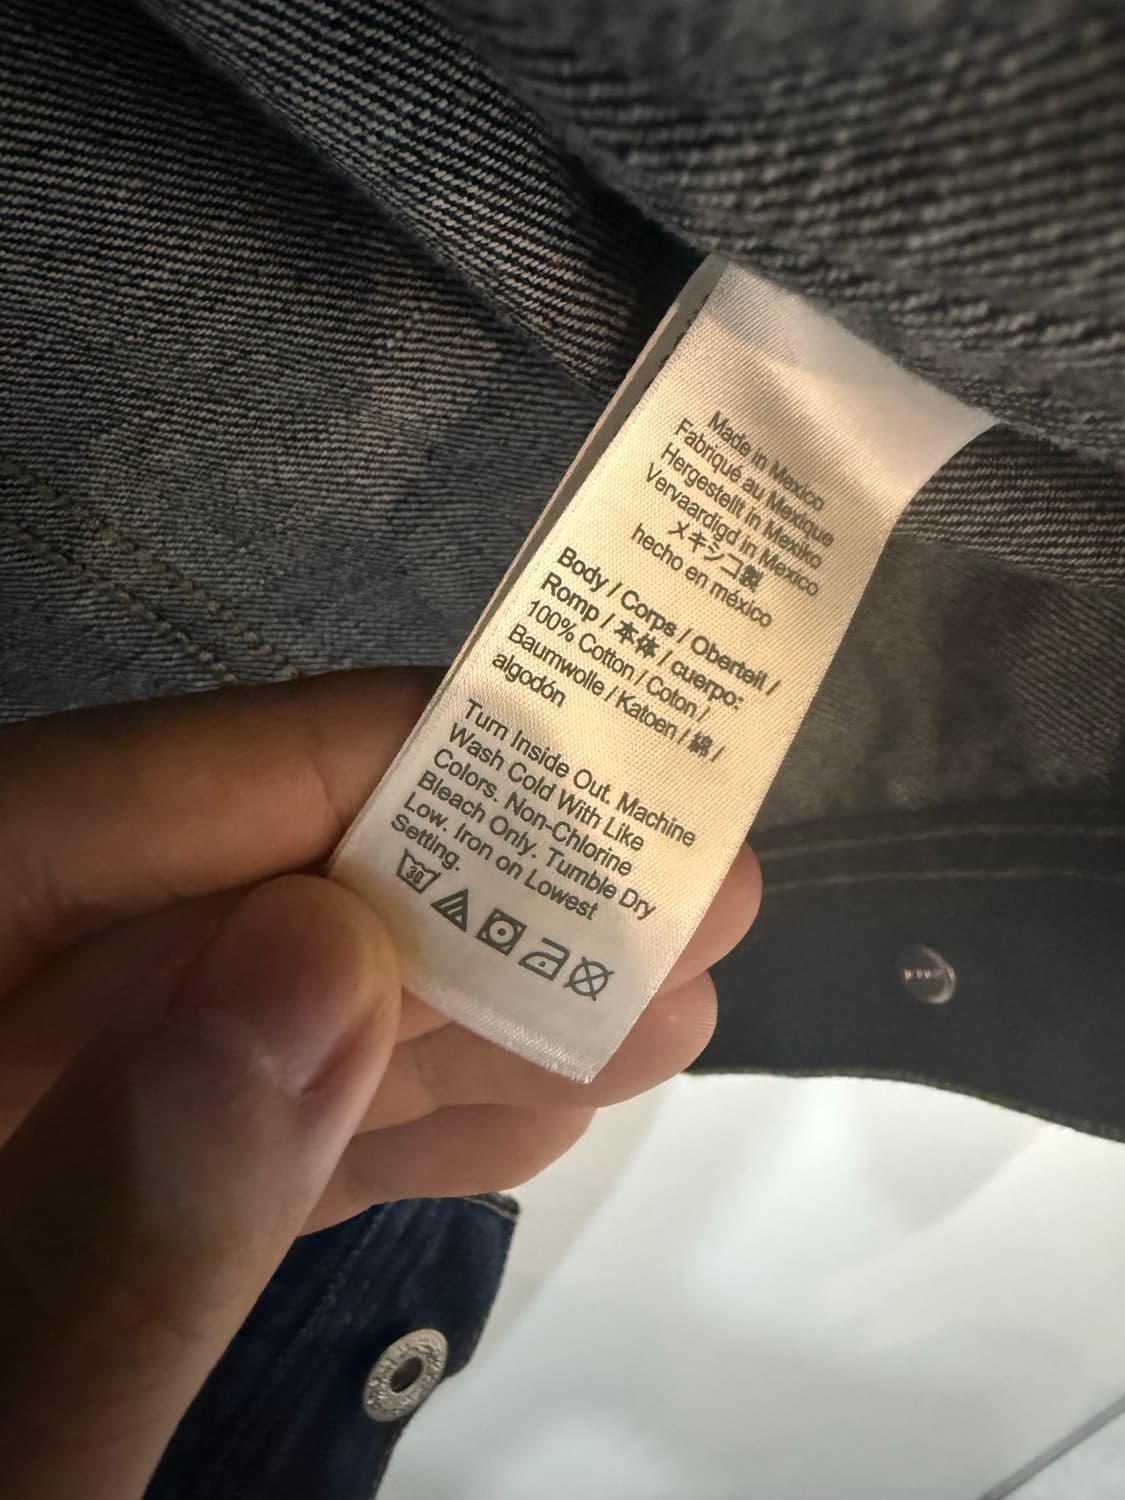 Made in Mexico
Fabriqué au Mexique
Hergestellt in Mexiko
Vervaardigd in Mexico
メキシコ製
hecho en méxico
Body / Corps / Oberteil /
Romp / 本体 / cuerpo:
100% Cotton / Coton /
Baumwolle / Katoen / 綿 /
algodón
Turn Inside Out. Machine
Wash Cold With Like
Colors. Non-Chlorine
Bleach Only. Tumble Dry
Low. Iron on Lowest
Setting.
30